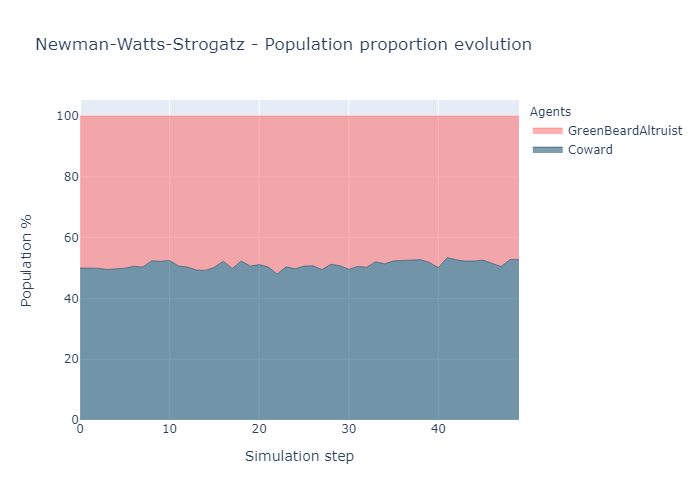 Newman-Watts-Strogatz - Population proportion evolution
Agents
GreenBeardAltruist
Coward
Population %
100
80
60
40
20
0
0 10 20 30 40
Simulation step